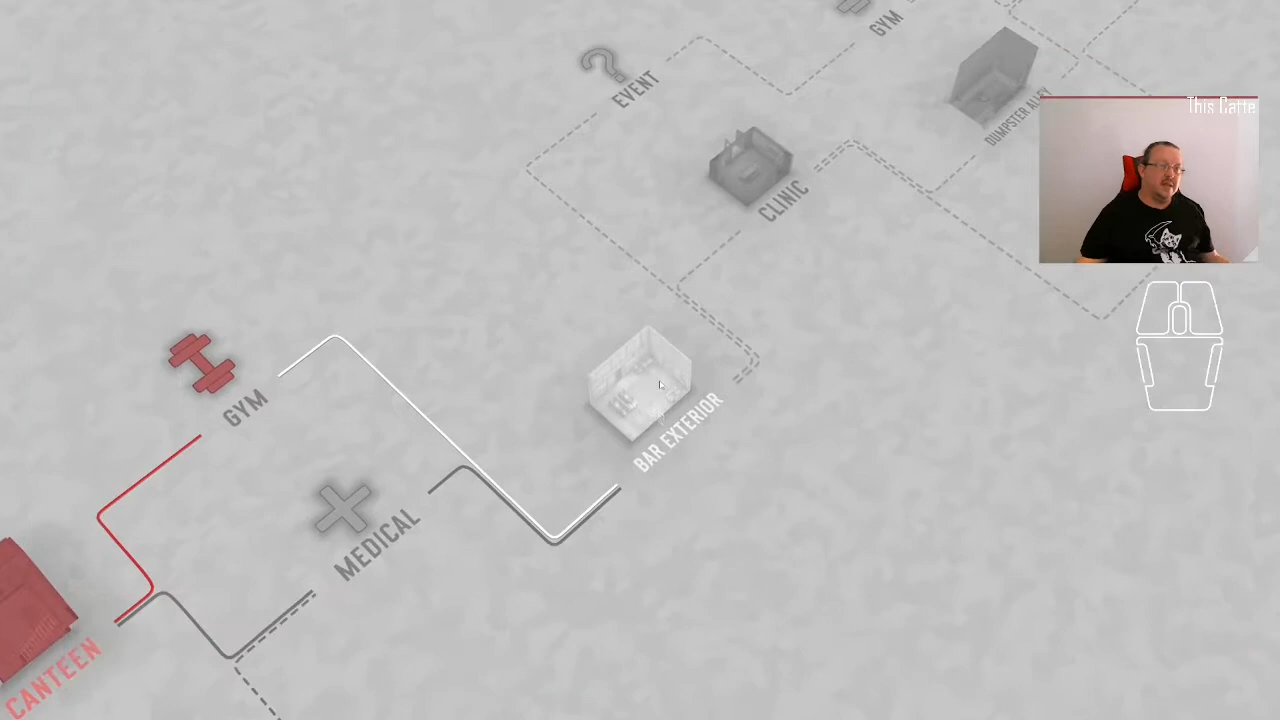 GYM
EVENT
DUMPSTER ALLEY
This Catte
CLINIC
BAR EXTERIOR
GYM
MEDICAL
CANTEEN